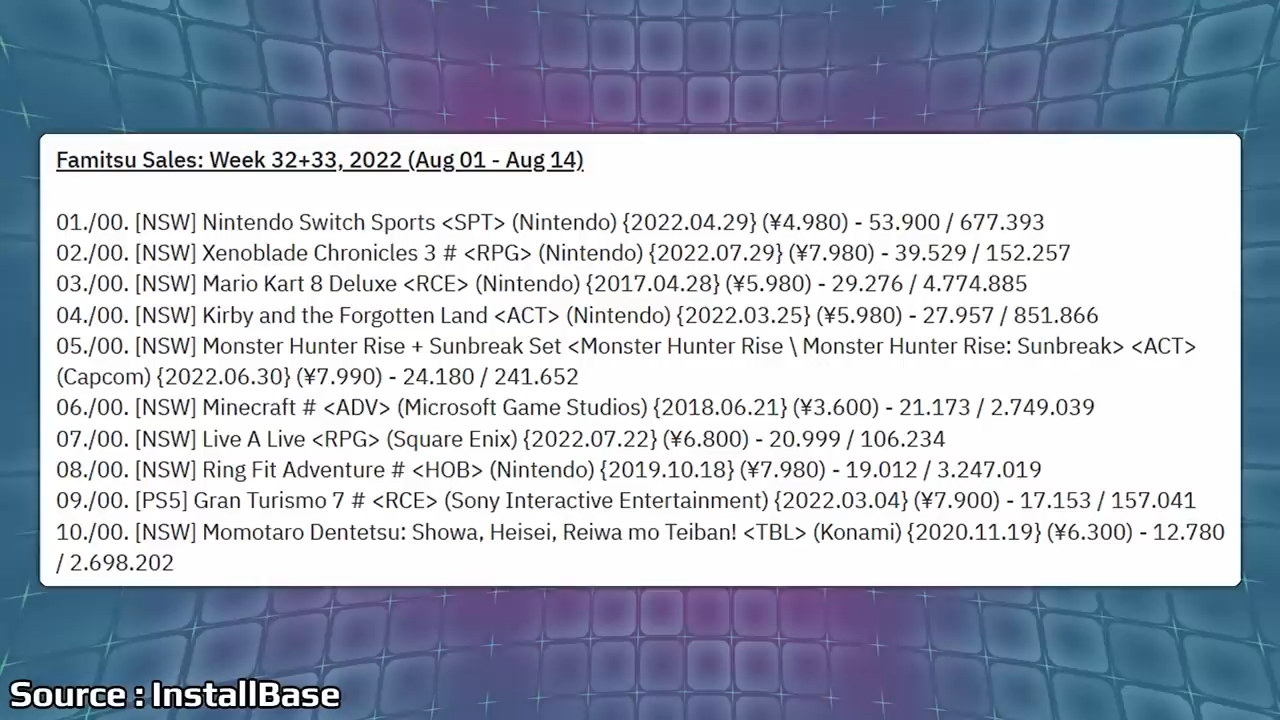 Famitsu Sales: Week 32+33, 2022 (Aug 01 - Aug 14)
01./00. [NSW] Nintendo Switch Sports <SPT> (Nintendo) {2022.04.29} (¥4.980) - 53.900 / 677.393
02./00. [NSW] Xenoblade Chronicles 3 # <RPG> (Nintendo) {2022.07.29} (¥7.980) - 39.529 / 152.257
03./00. [NSW] Mario Kart 8 Deluxe <RCE> (Nintendo) {2017.04.28} (¥5.980) - 29.276 / 4.774.885
04./00. [NSW] Kirby and the Forgotten Land <ACT> (Nintendo) {2022.03.25} (¥5.980) - 27.957 / 851.866
05./00. [NSW] Monster Hunter Rise + Sunbreak Set <Monster Hunter Rise \ Monster Hunter Rise: Sunbreak> <ACT>
(Capcom) {2022.06.30} (¥7.990) - 24.180 / 241.652
06./00. [NSW] Minecraft # <ADV> (Microsoft Game Studios) {2018.06.21} (¥3.600) - 21.173 / 2.749.039
07./00. [NSW] Live A Live <RPG> (Square Enix) {2022.07.22} (¥6.800) - 20.999 / 106.234
08./00. [NSW] Ring Fit Adventure # <HOB> (Nintendo) {2019.10.18} (¥7.980) - 19.012 / 3.247.019
09./00. [PS5] Gran Turismo 7 # <RCE> (Sony Interactive Entertainment) {2022.03.04} (¥7.900) - 17.153 / 157.041
10./00. [NSW] Momotaro Dentetsu: Showa, Heisei, Reiwa mo Teiban! <TBL> (Konami) {2020.11.19} (¥6.300) - 12.780
/ 2.698.202
Source : InstallBase